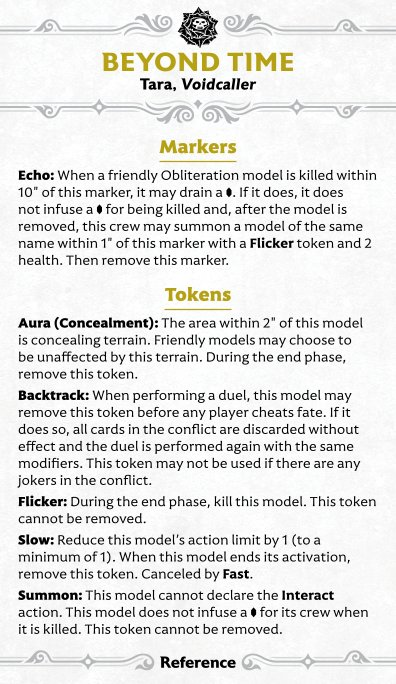 BEYOND TIME
Tara, Voidcaller
Markers
Echo: When a friendly Obliteration model is killed within
10" of this marker, it may drain a. If it does, it does
not infuse a for being killed and, after the model is
removed, this crew may summon a model of the same
name within 1" of this marker with a Flicker token and 2
health. Then remove this marker.
Tokens
Aura (Concealment): The area within 2" of this model
is concealing terrain. Friendly models may choose to
be unaffected by this terrain. During the end phase,
remove this token.
Backtrack: When performing a duel, this model may
remove this token before any player cheats fate. If it
does so, all cards in the conflict are discarded without
effect and the duel is performed again with the same
modifiers. This token may not be used if there are any
jokers in the conflict.
Flicker: During the end phase, kill this model. This token
cannot be removed.
Slow: Reduce this model's action limit by 1 (to a
minimum of 1). When this model ends its activation,
remove this token. Canceled by Fast.
Summon: This model cannot declare the Interact
action. This model does not infuse a for its crew when
it is killed. This token cannot be removed.
Reference